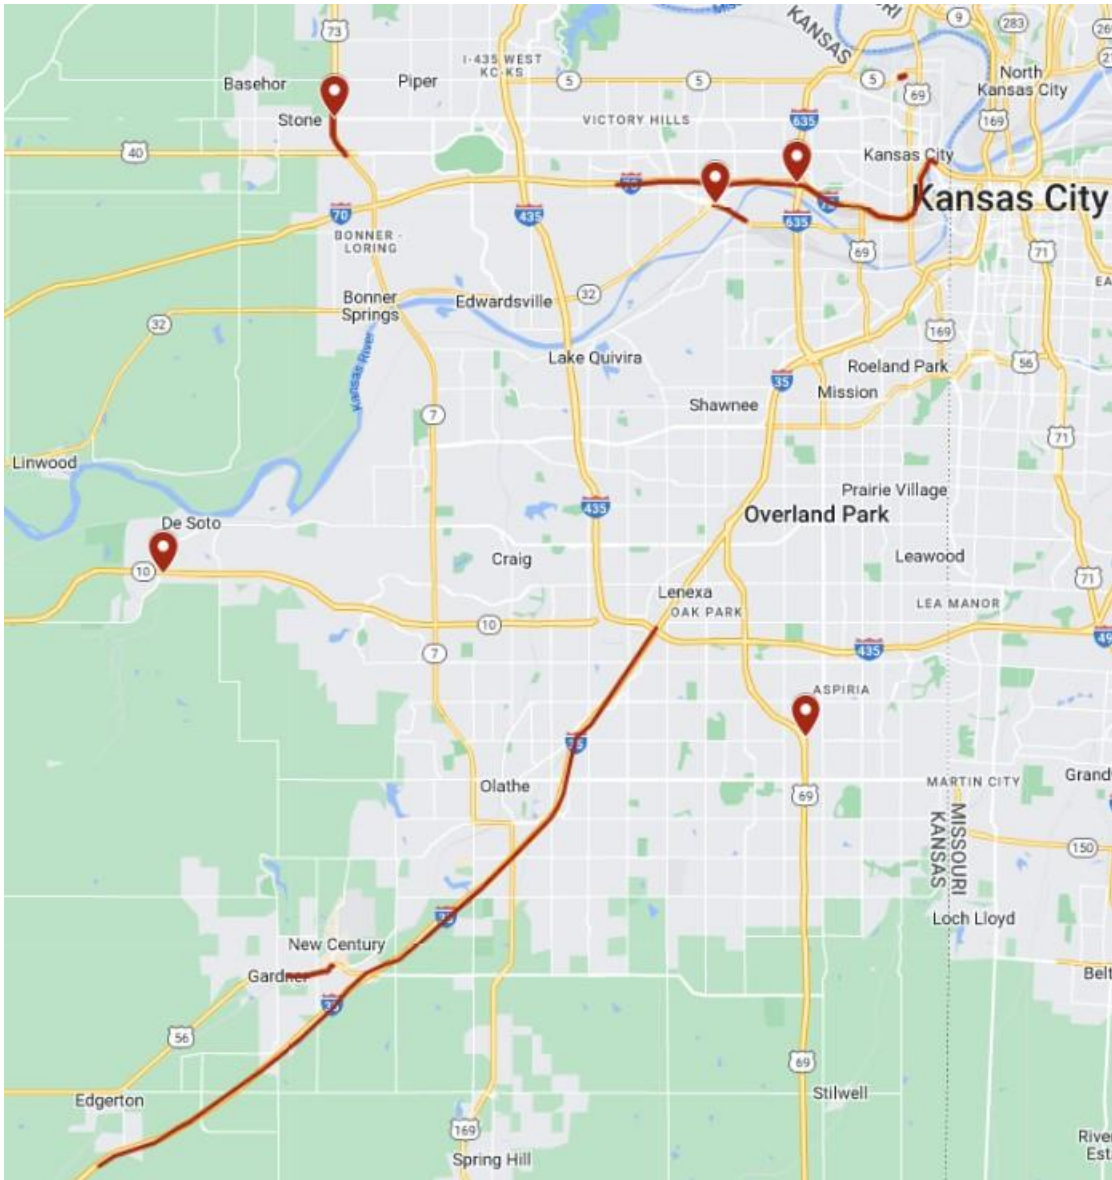 73
9
283
KANSAS
Basehor
Piper
I-435 WEST
KC-KS
5
5
5
North
Kansas City
69
169
Stone
VICTORY HILLS
635
40
Kansas City
Kansas City
70
435
635
69
71
BONNER -
LORING
Bonner
Springs
Edwardsville
32
32
169
56
Kansas River
Lake Quivira
35
Roeland Park
Mission
Shawnee
7
71
Linwood
435
Prairie Village
Overland Park
De Soto
Craig
Leawood
10
71
Lenexa
OAK PARK
LEA MANOR
10
7
435
49
ASPIRIA
35
Olathe
69
MARTIN CITY
MISSOURI
KANSAS
150
35
Loch Lloyd
New Century
Gardner
35
56
69
Edgerton
Stilwell
169
Spring Hill